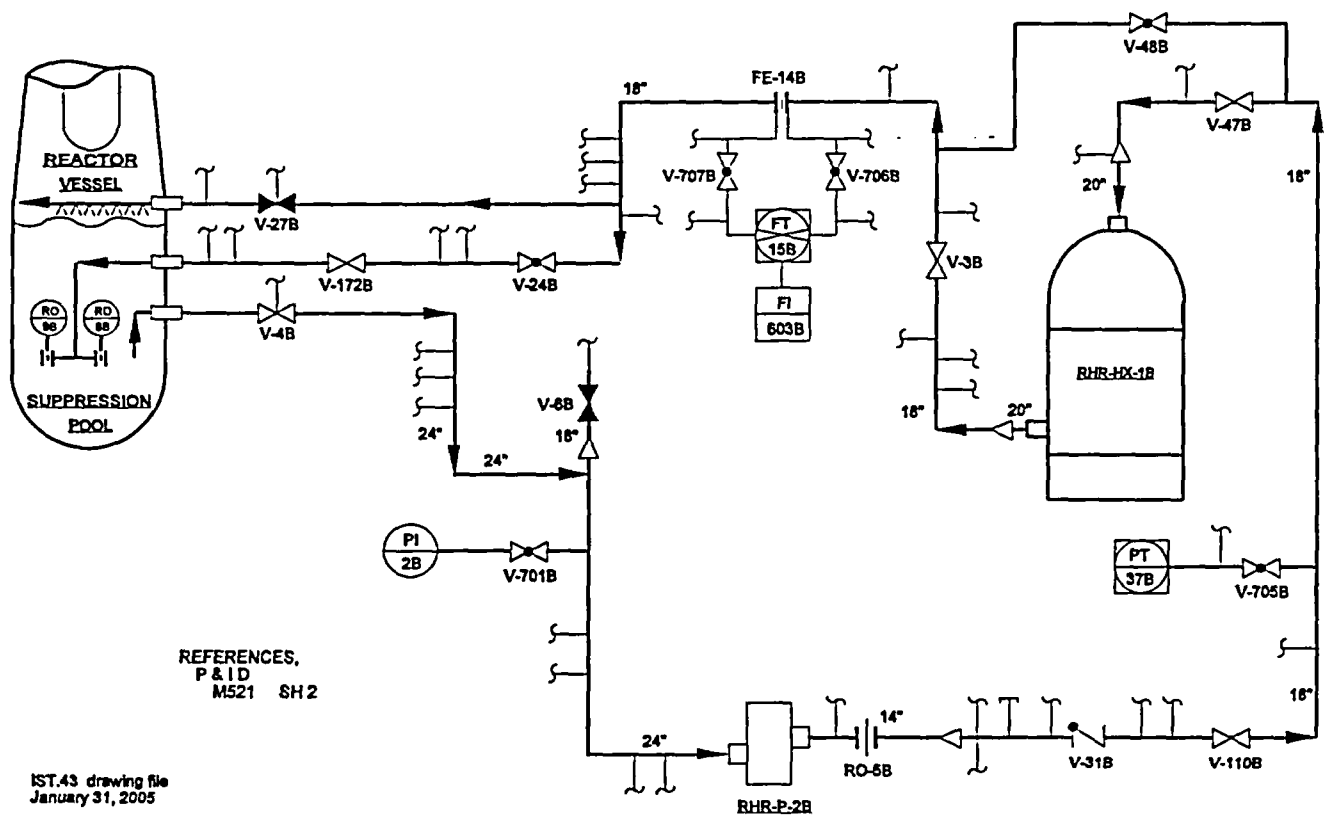 V-48B
FE-14B
18"
V-47B
REACTOR
VESSEL
V-707B
V-706B
20"
18"
V-27B
FT
15B
V-172B
V-24B
V-3B
FI
603B
RO
9B
RO
8B
V-4B
RHR-HX-1B
SUPPRESSION
POOL
V-6B
18"
18"
20"
24"
24"
PI
2B
V-701B
PT
37B
V-705B
REFERENCES,
P & I D
M521 SH 2
18"
24"
14"
RO-5B
V-31B
V-110B
RHR-P-2B
IST.43 drawing file
January 31, 2005